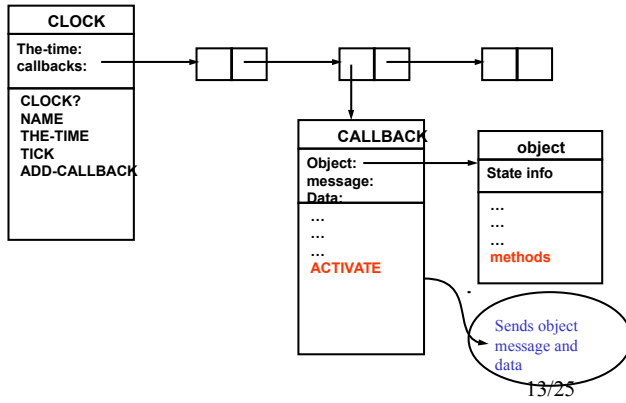 CLOCK
The-time:
callbacks:
CLOCK?
NAME
THE-TIME
TICK
ADD-CALLBACK
CALLBACK
Object:
message:
Data:
…
…
…
ACTIVATE
object
State info
…
…
…
methods
-
Sends object
message and
data
13/25